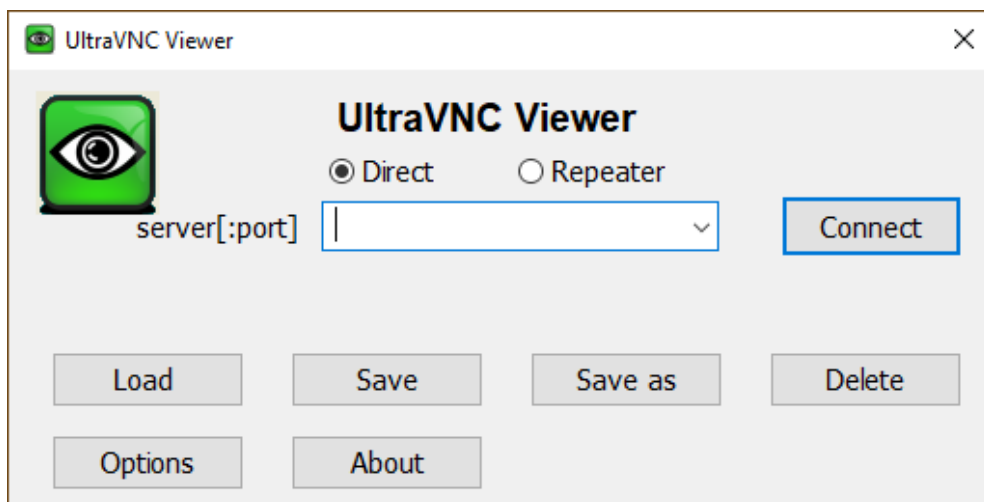 UltraVNC Viewer
UltraVNC Viewer
Direct Repeater
server[:port] Connect
Load Save Save as Delete
Options About